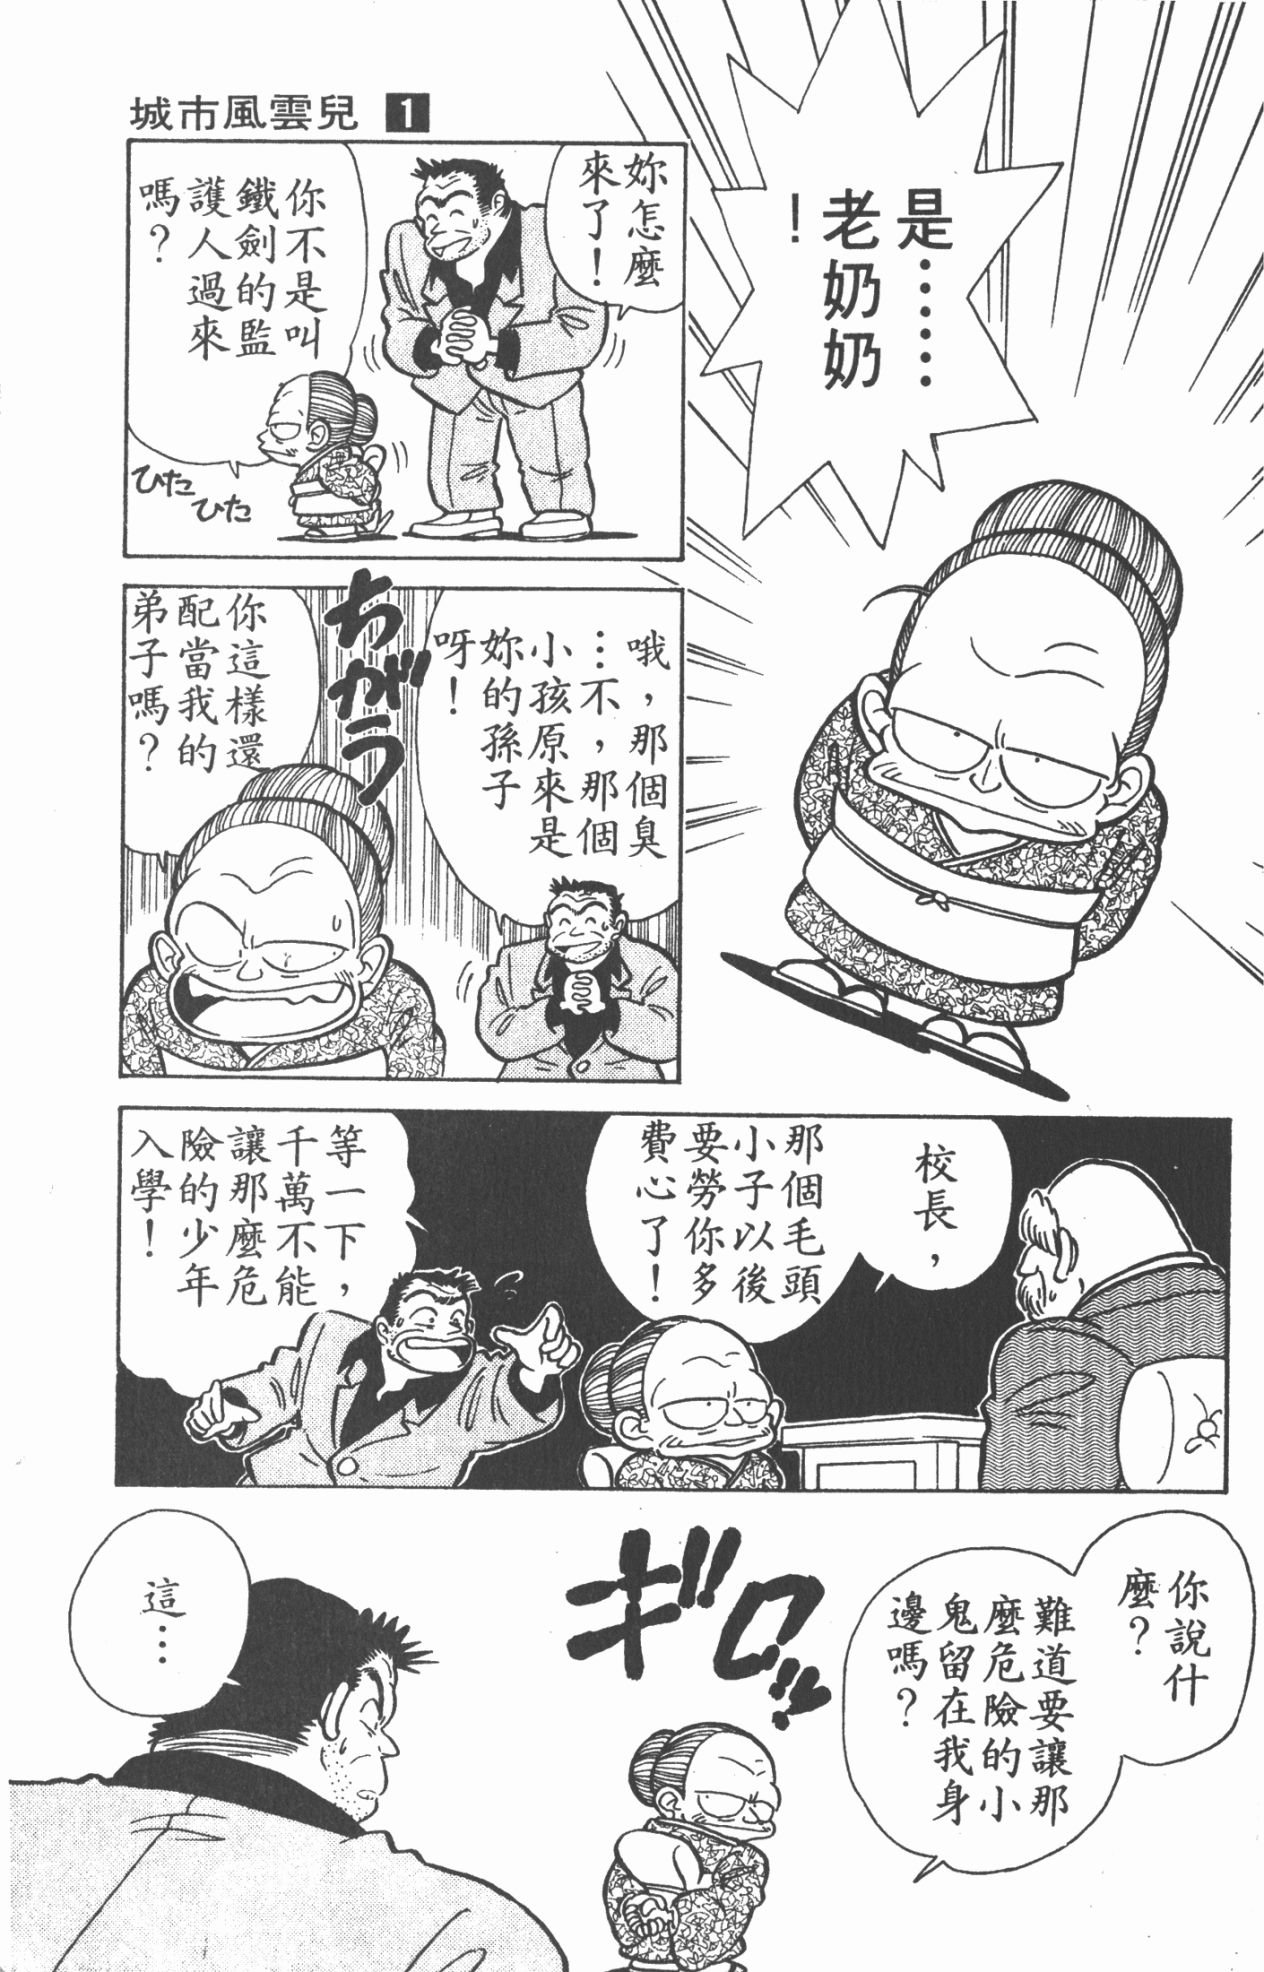 城市風雲兒 1
是……
老奶奶
！
妳怎麼
來了！
你不是叫
鐵劍的監
護人過來
嗎？
ひた
ひた
哦，那個臭
…不，那個
小孩原來是
妳的孫子
呀！
ちがう
你這樣還
配當我的
弟子嗎？
校長，
那個毛頭
小子以後
要勞你多
費心了！
等一下，
千萬不能
讓那麼危
險的少年
入學！
你說什
麼？
難道要讓那
麼危險的小
鬼留在我身
邊嗎？
ギロ
這…